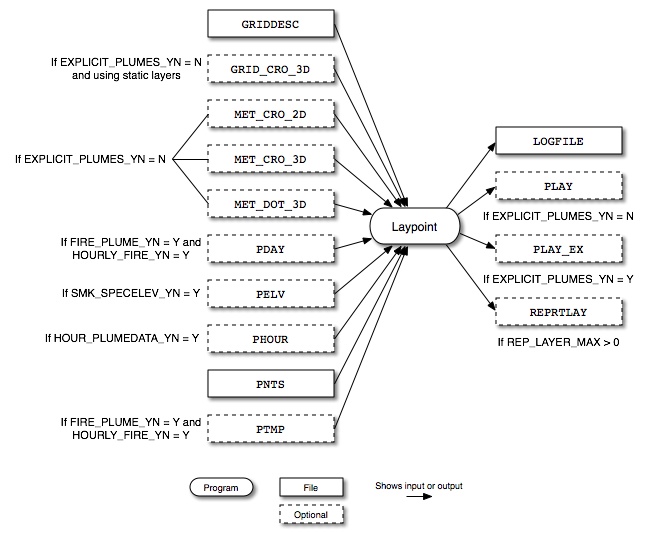 GRIDDESC
If EXPLICIT_PLUMES_YN = N
and using static layers
GRID_CRO_3D
MET_CRO_2D
If EXPLICIT_PLUMES_YN = N
MET_CRO_3D
MET_DOT_3D
If FIRE_PLUME_YN = Y and
HOURLY_FIRE_YN = Y
PDAY
If SMK_SPECELEV_YN = Y
PELV
If HOUR_PLUMEDATA_YN = Y
PHOUR
PNTS
If FIRE_PLUME_YN = Y and
HOURLY_FIRE_YN = Y
PTMP
Laypoint
LOGFILE
PLAY
If EXPLICIT_PLUMES_YN = N
PLAY_EX
If EXPLICIT_PLUMES_YN = Y
REPRTLAY
If REP_LAYER_MAX > 0
Program
File
Optional
Shows input or output